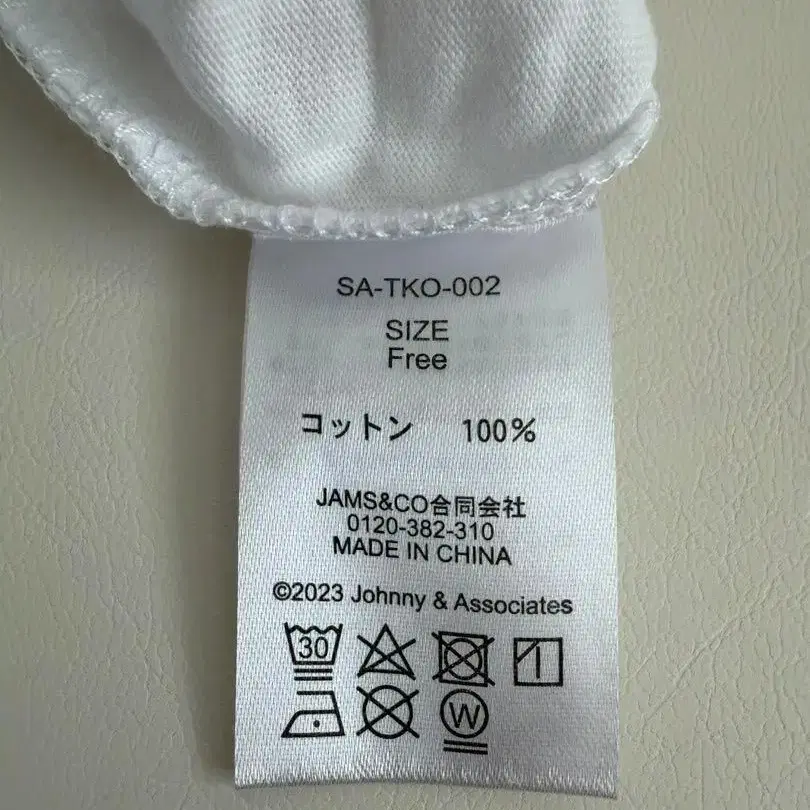 SA-TKO-002
SIZE
Free
コットン 100%
JAMS&CO合同会社
0120-382-310
MADE IN CHINA
©2023 Johnny & Associates
30
W